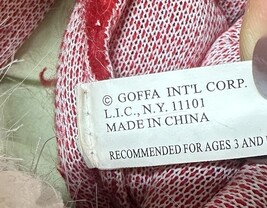 © GOFFA INT'L CORP.
L.I.C., N.Y. 11101
MADE IN CHINA
RECOMMENDED FOR AGES 3 AND